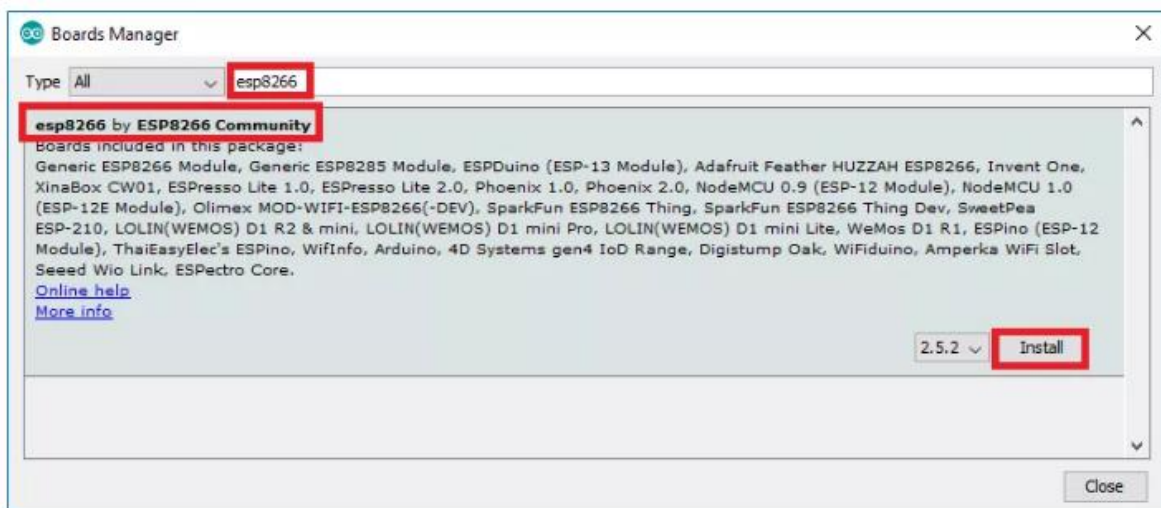 Boards Manager
Type All esp8266
esp8266 by ESP8266 Community
Boards included in this package:
Generic ESP8266 Module, Generic ESP8285 Module, ESPDuino (ESP-13 Module), Adafruit Feather HUZZAH ESP8266, Invent One,
XinaBox CW01, ESPresso Lite 1.0, ESPresso Lite 2.0, Phoenix 1.0, Phoenix 2.0, NodeMCU 0.9 (ESP-12 Module), NodeMCU 1.0
(ESP-12E Module), Olimex MOD-WIFI-ESP8266(-DEV), SparkFun ESP8266 Thing, SparkFun ESP8266 Thing Dev, SweetPea
ESP-210, LOLIN(WEMOS) D1 R2 & mini, LOLIN(WEMOS) D1 mini Pro, LOLIN(WEMOS) D1 mini Lite, WeMos D1 R1, ESPino (ESP-12
Module), ThaiEasyElec's ESPino, WifInfo, Arduino, 4D Systems gen4 IoD Range, Digistump Oak, WiFiduino, Amperka WiFi Slot,
Seeed Wio Link, ESPectro Core.
Online help
More info
2.5.2 Install
Close